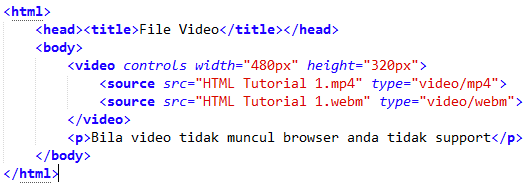 <html>
<head><title>File Video</title></head>
<body>
<video controls width="480px" height="320px">
<source src="HTML Tutorial 1.mp4" type="video/mp4">
<source src="HTML Tutorial 1.webm" type="video/webm">
</video>
<p>Bila video tidak muncul browser anda tidak support</p>
</body>
</html>